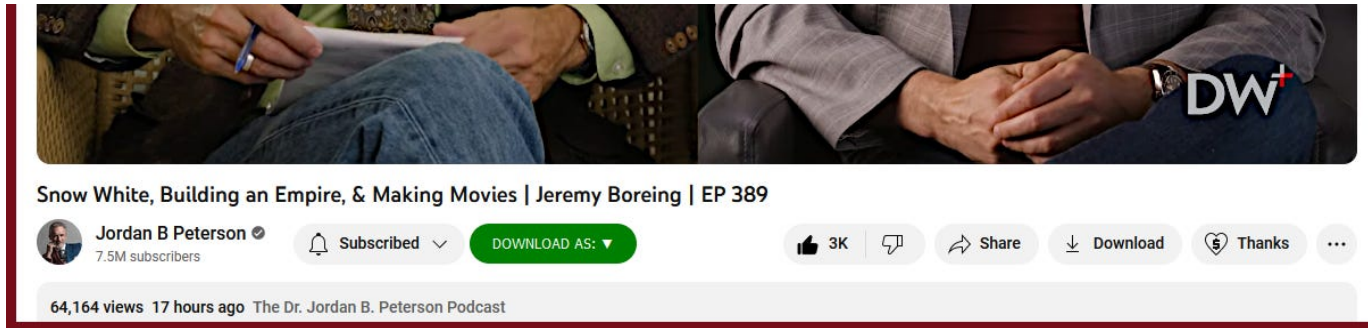 DW+
Snow White, Building an Empire, & Making Movies | Jeremy Boreing | EP 389
Jordan B Peterson
7.5M subscribers
Subscribed
DOWNLOAD AS: ▼
3K
Share
Download
Thanks
64,164 views 17 hours ago The Dr. Jordan B. Peterson Podcast